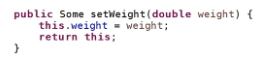 public Some setWeight(double weight) {
    this.weight = weight;
    return this;
}